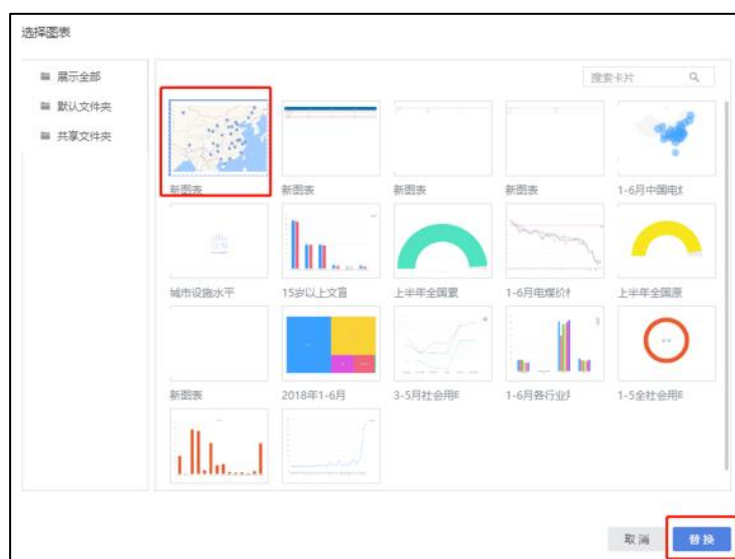 选择图表
展示全部
默认文件夹
共享文件夹
搜索卡片
新图表
新图表
新图表
新图表
1-6月中国电
城市设施水平
15岁以上文盲
上半年全国累
1-6月电煤价
上半年全国原
新图表
2018年1-6月
3-5月社会用
1-6月各行业
1-5全社会用
取消
替换